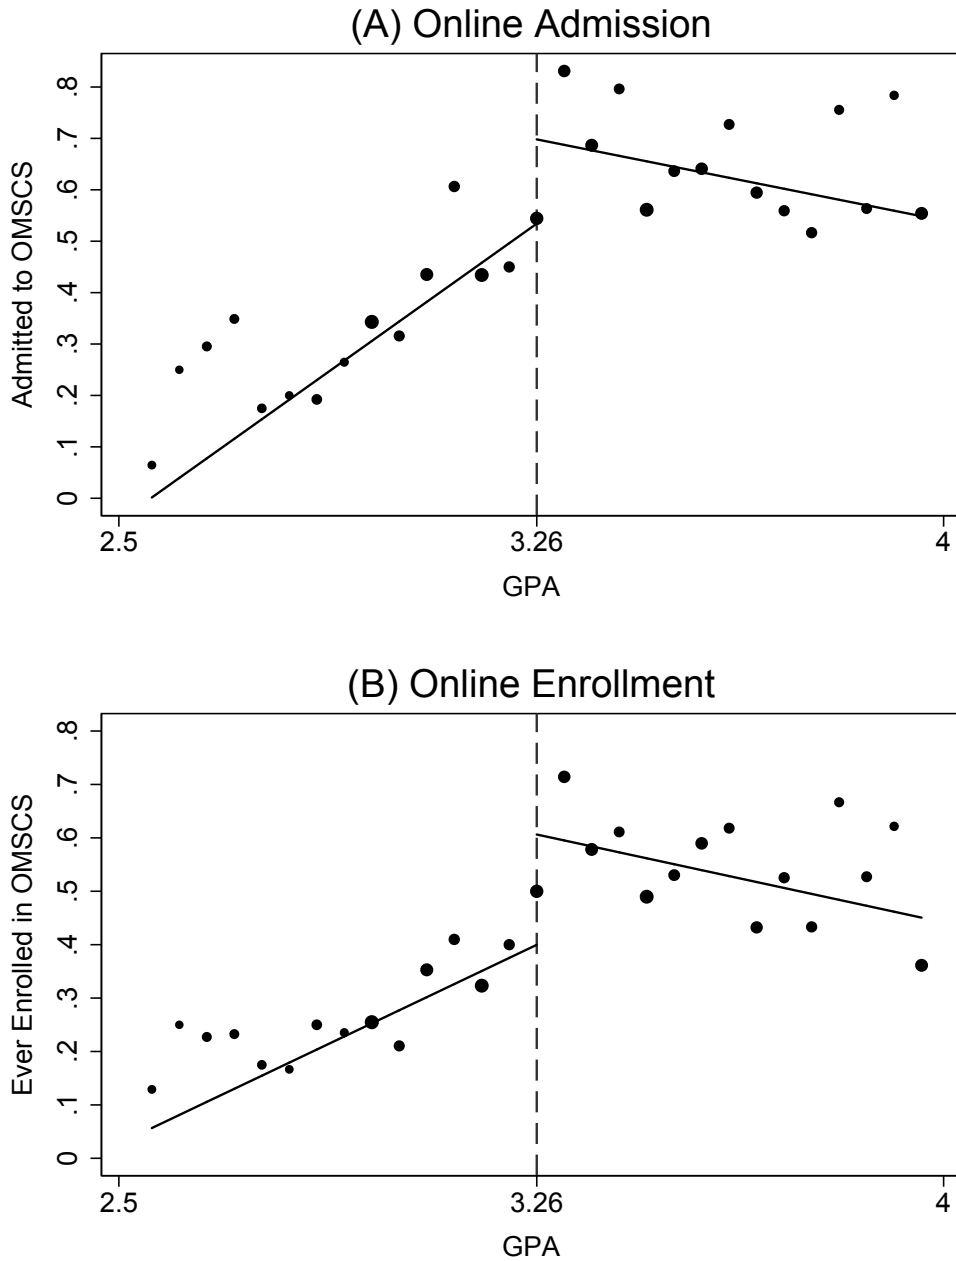 (A) Online Admission
Admitted to OMSCS
.8
.7
.6
.5
.4
.3
.2
.1
0
2.5 3.26 4
GPA
(B) Online Enrollment
Ever Enrolled in OMSCS
.8
.7
.6
.5
.4
.3
.2
.1
0
2.5 3.26 4
GPA